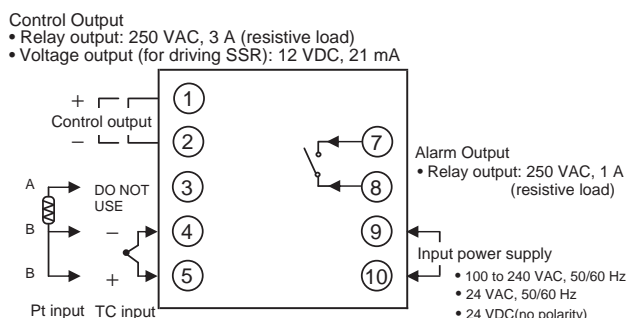 Control Output
• Relay output: 250 VAC, 3 A (resistive load)
• Voltage output (for driving SSR): 12 VDC, 21 mA
+
Control output
−
1
2
3
4
5
7
8
9
10
A
DO NOT
USE
B
−
B
+
Pt input TC input
Alarm Output
• Relay output: 250 VAC, 1 A
(resistive load)
Input power supply
• 100 to 240 VAC, 50/60 Hz
• 24 VAC, 50/60 Hz
• 24 VDC(no polarity)